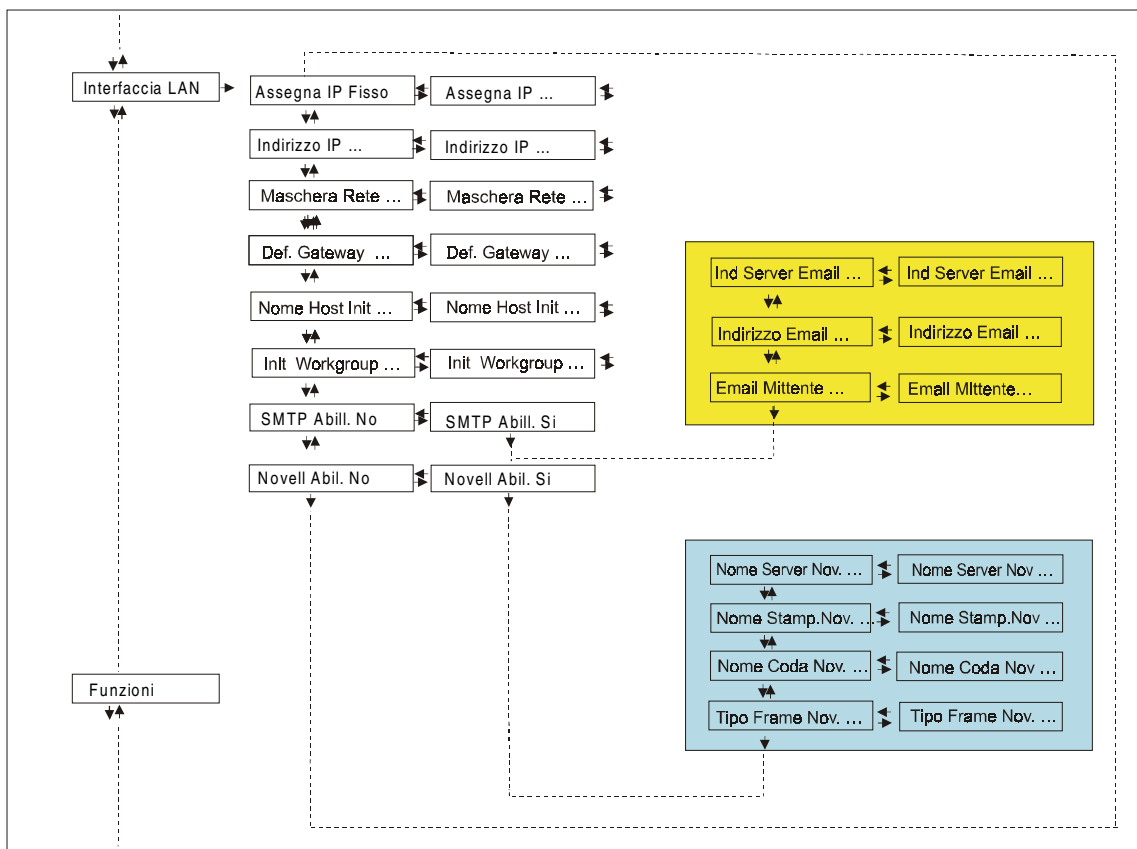 Interfaccia LAN
Assegna IP Fisso
Assegna IP ...
Indirizzo IP ...
Indirizzo IP ...
Maschera Rete ...
Maschera Rete ...
Def. Gateway ...
Def. Gateway ...
Nome Host Init ...
Nome Host Init ...
Init Workgroup ...
Init Workgroup ...
SMTP Abill. No
SMTP Abill. Si
Novell Abil. No
Novell Abil. Si
Ind Server Email ...
Ind Server Email ...
Indirizzo Email ...
Indirizzo Email ...
Email Mittente ...
Email Mittente...
Nome Server Nov. ...
Nome Server Nov ...
Nome Stamp.Nov. ...
Nome Stamp.Nov ...
Nome Coda Nov. ...
Nome Coda Nov ...
Tipo Frame Nov. ...
Tipo Frame Nov. ...
Funzioni